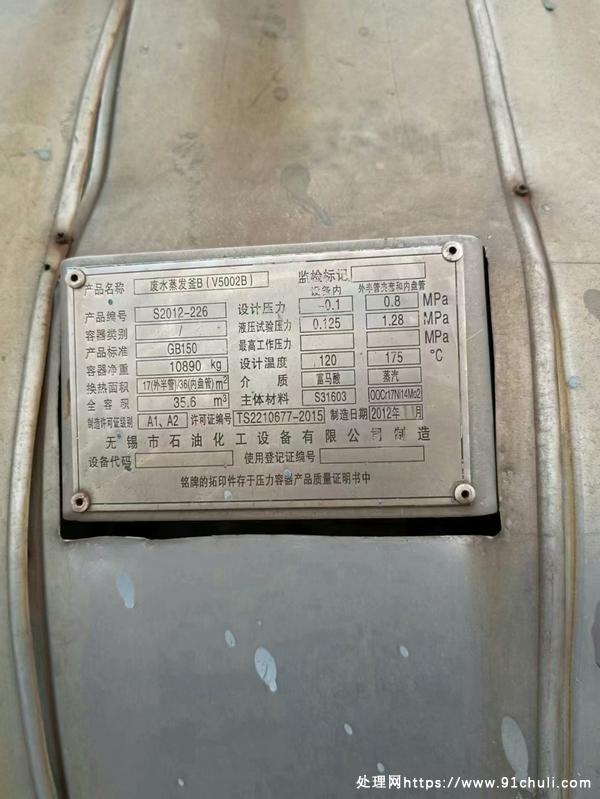 产品名称 废水蒸发釜B(V5002B) 监检标记
设备内 外半管夹套和内盘管
产品编号 S2012-226 设计压力 -0.1 0.8 MPa
容器类别 / 液压试验压力 0.125 1.28 MPa
产品标准 GB150 最高工作压力 MPa
容器净重 10890 kg 设计温度 120 175 ℃
换热面积 17(外半管)/36(内盘管) m² 介质 富马酸 蒸汽
全容积 35.6 m³ 主体材料 S31603 00Cr17Ni14Mo2
制造许可证级别 A1、A2 许可证编号 TS2210677-2015 制造日期 2012年 月
无锡市石油化工设备有限公司制造
设备代码 使用登记证编号
铭牌的拓印件存于压力容器产品质量证明书中
处理网https://www.91chuli.com